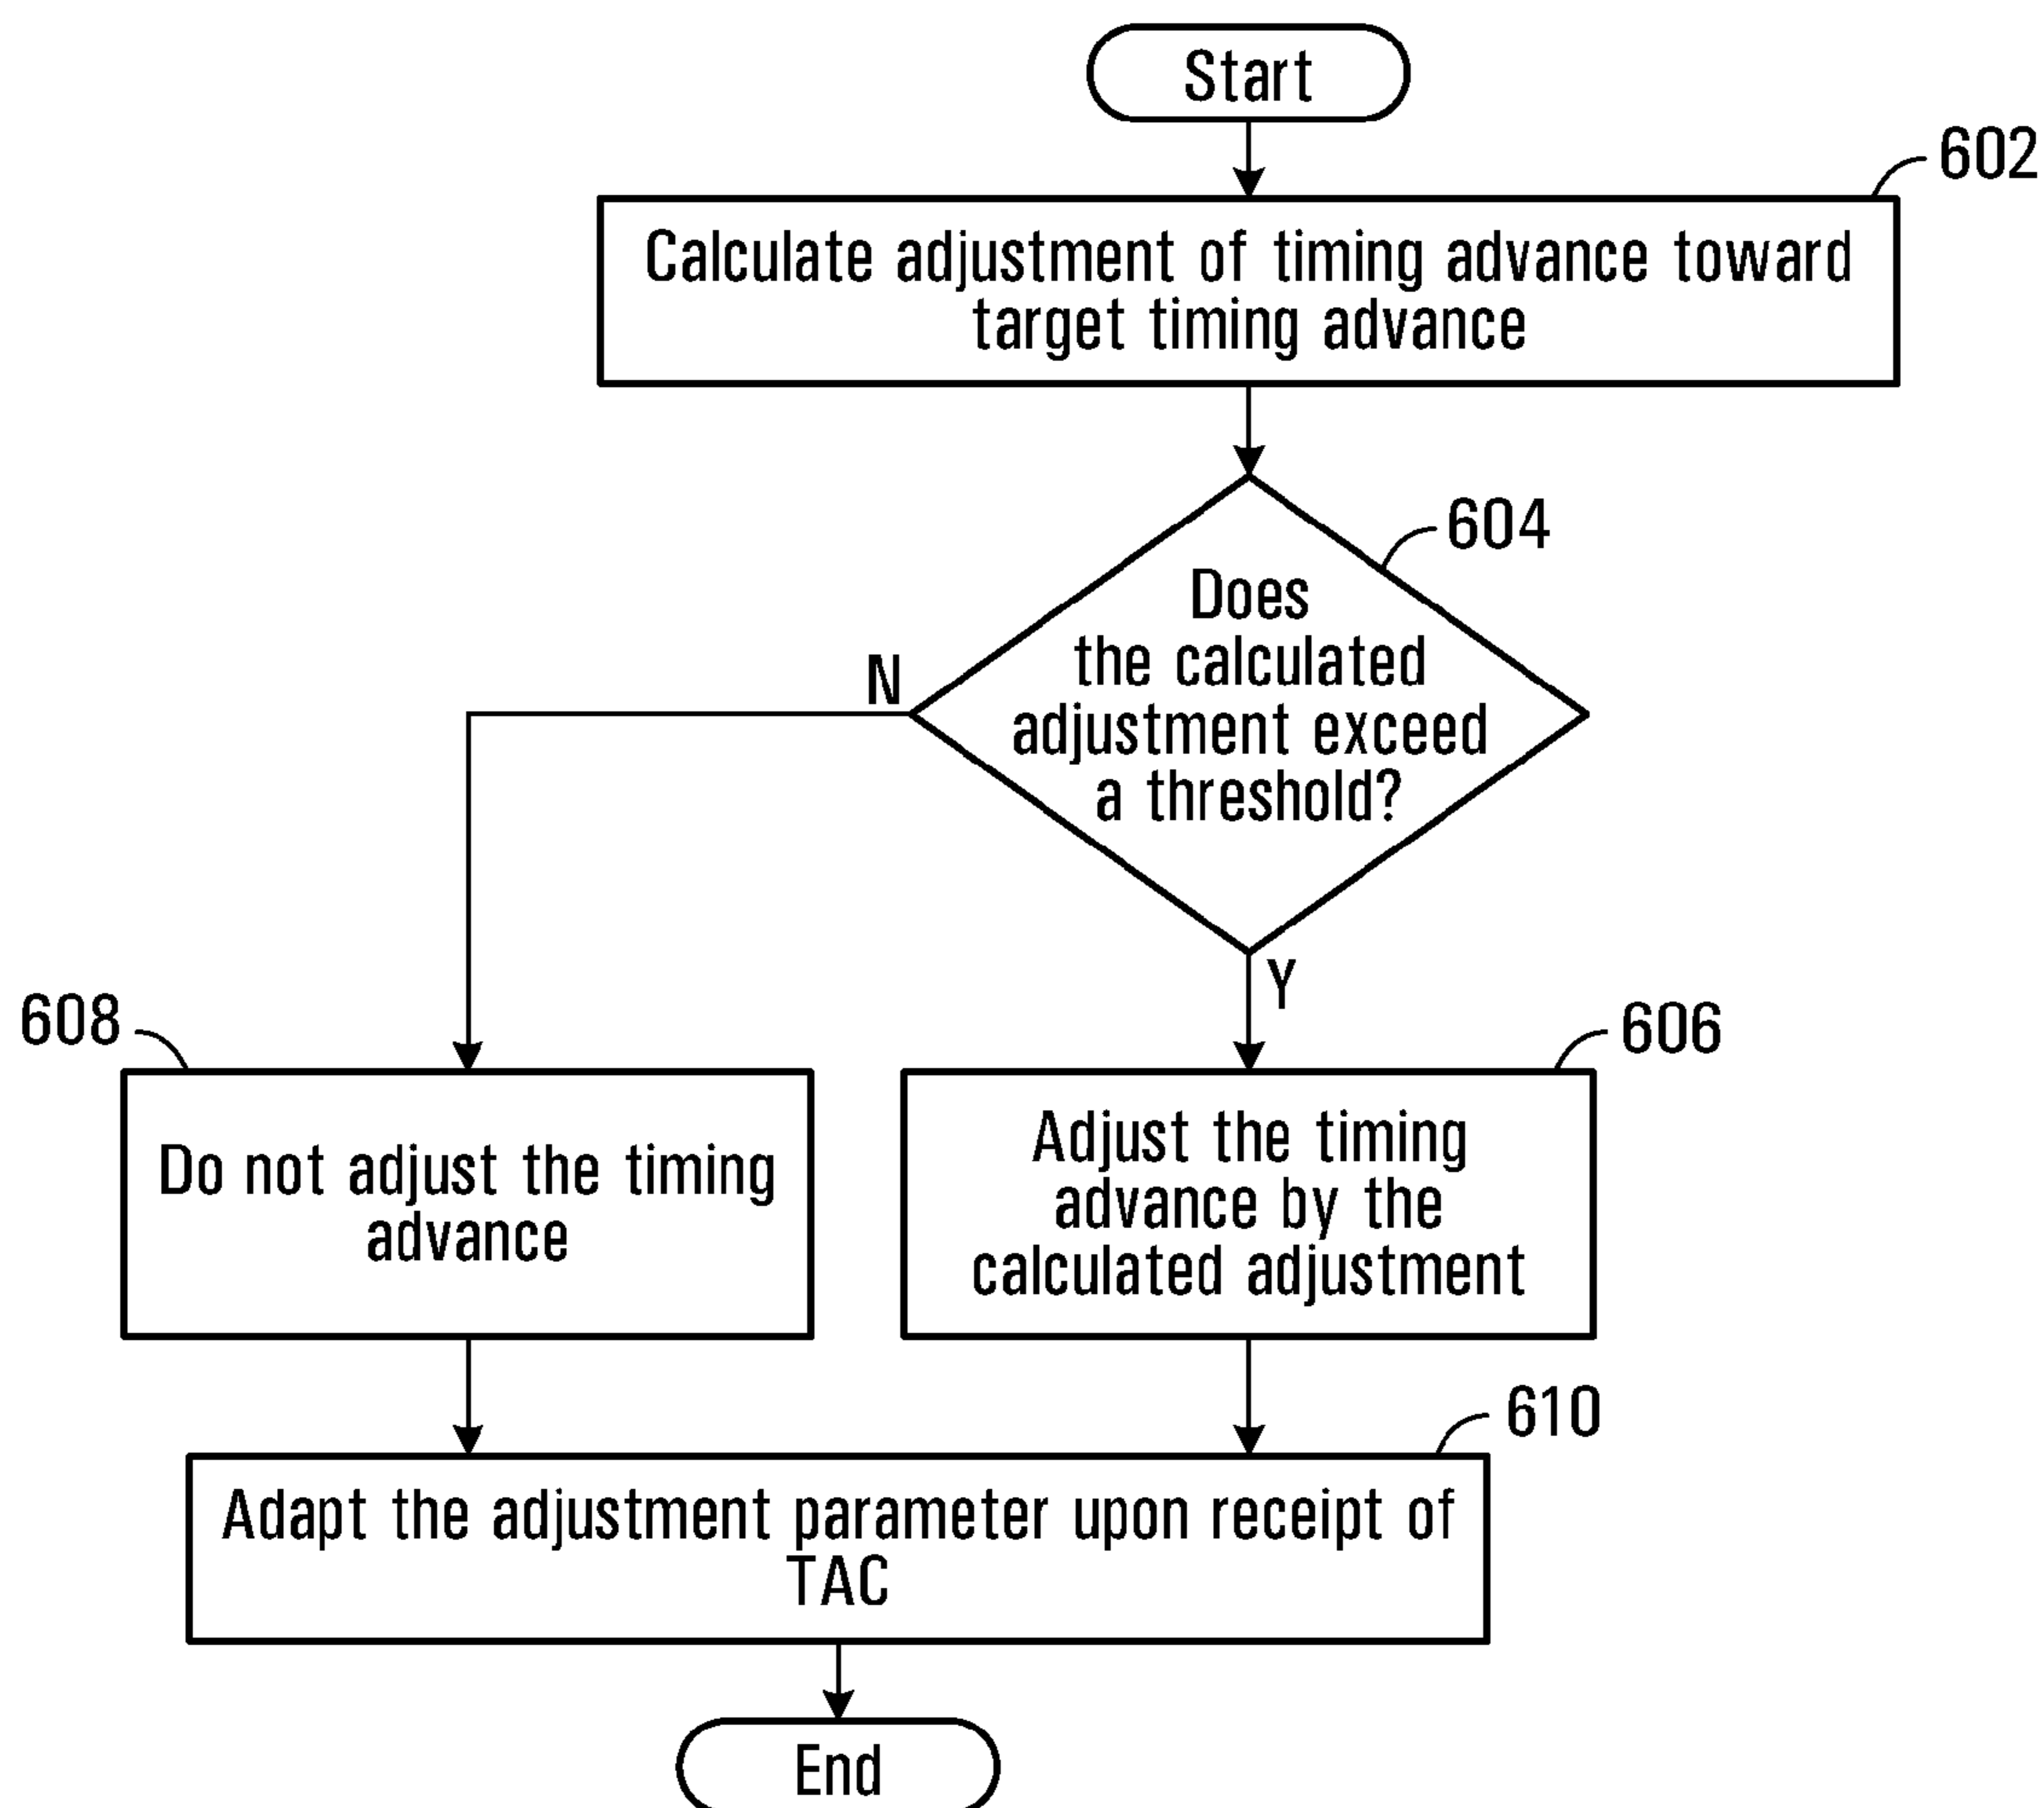 Start
602
Calculate adjustment of timing advance toward
target timing advance
604
Does
the calculated
adjustment exceed
a threshold?
N
Y
608
Do not adjust the timing
advance
606
Adjust the timing
advance by the
calculated adjustment
610
Adapt the adjustment parameter upon receipt of
TAC
End